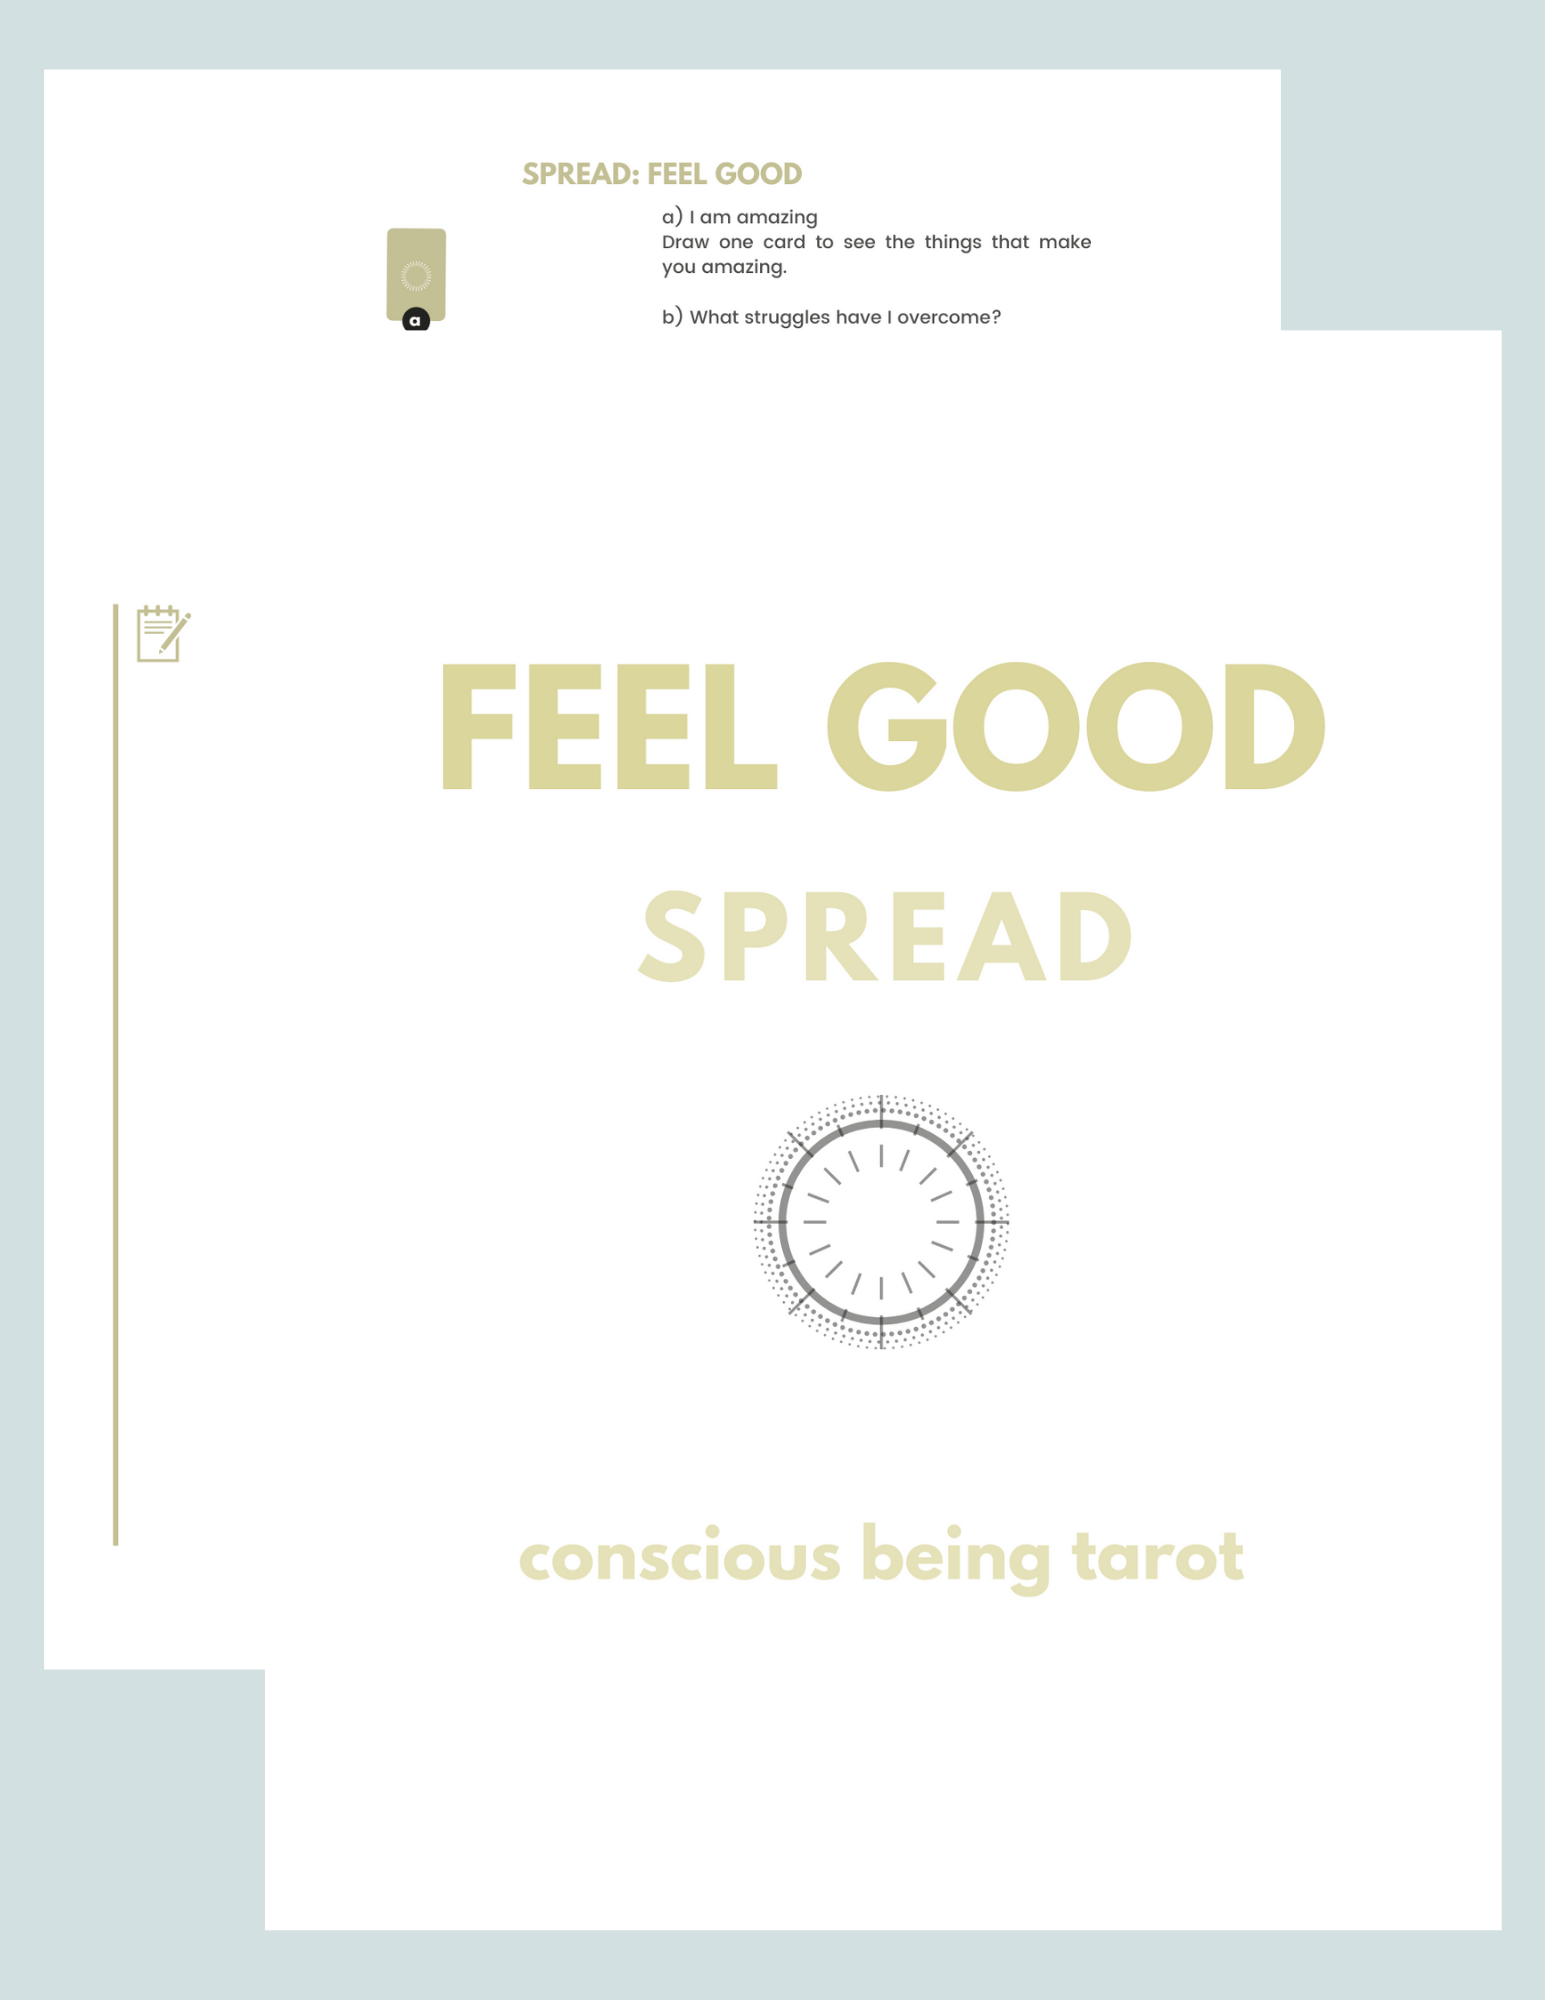 SPREAD: FEEL GOOD
a) I am amazing
Draw one card to see the things that make
you amazing.
a
b) What struggles have I overcome?
FEEL GOOD
SPREAD
conscious being tarot